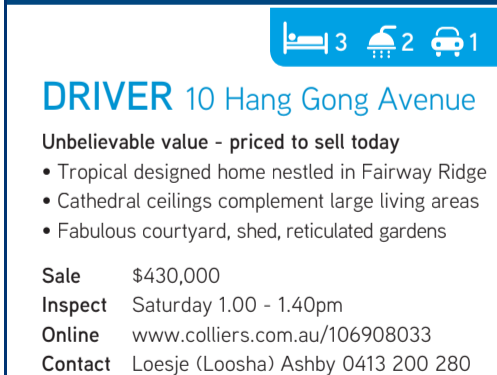 3 2 1
DRIVER 10 Hang Gong Avenue
Unbelievable value - priced to sell today
• Tropical designed home nestled in Fairway Ridge
• Cathedral ceilings complement large living areas
• Fabulous courtyard, shed, reticulated gardens
Sale $430,000
Inspect Saturday 1.00 - 1.40pm
Online www.colliers.com.au/106908033
Contact Loesje (Loosha) Ashby 0413 200 280